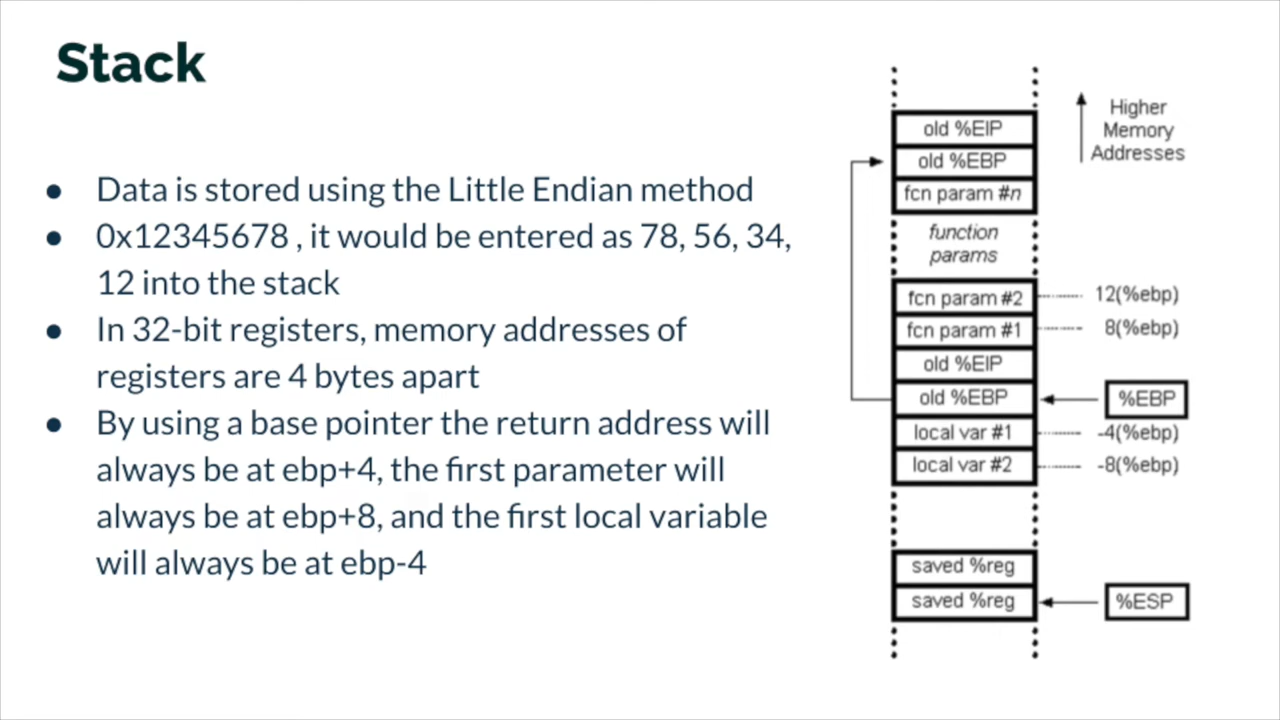 Stack
● Data is stored using the Little Endian method
● 0x12345678 , it would be entered as 78, 56, 34,
12 into the stack
● In 32-bit registers, memory addresses of
registers are 4 bytes apart
● By using a base pointer the return address will
always be at ebp+4, the first parameter will
always be at ebp+8, and the first local variable
will always be at ebp-4
old %EIP
old %EBP
fcn param #n
function
params
fcn param #2
fcn param #1
old %EIP
old %EBP
local var #1
local var #2
saved %reg
saved %reg
Higher
Memory
Addresses
12(%ebp)
8(%ebp)
%EBP
-4(%ebp)
-8(%ebp)
%ESP